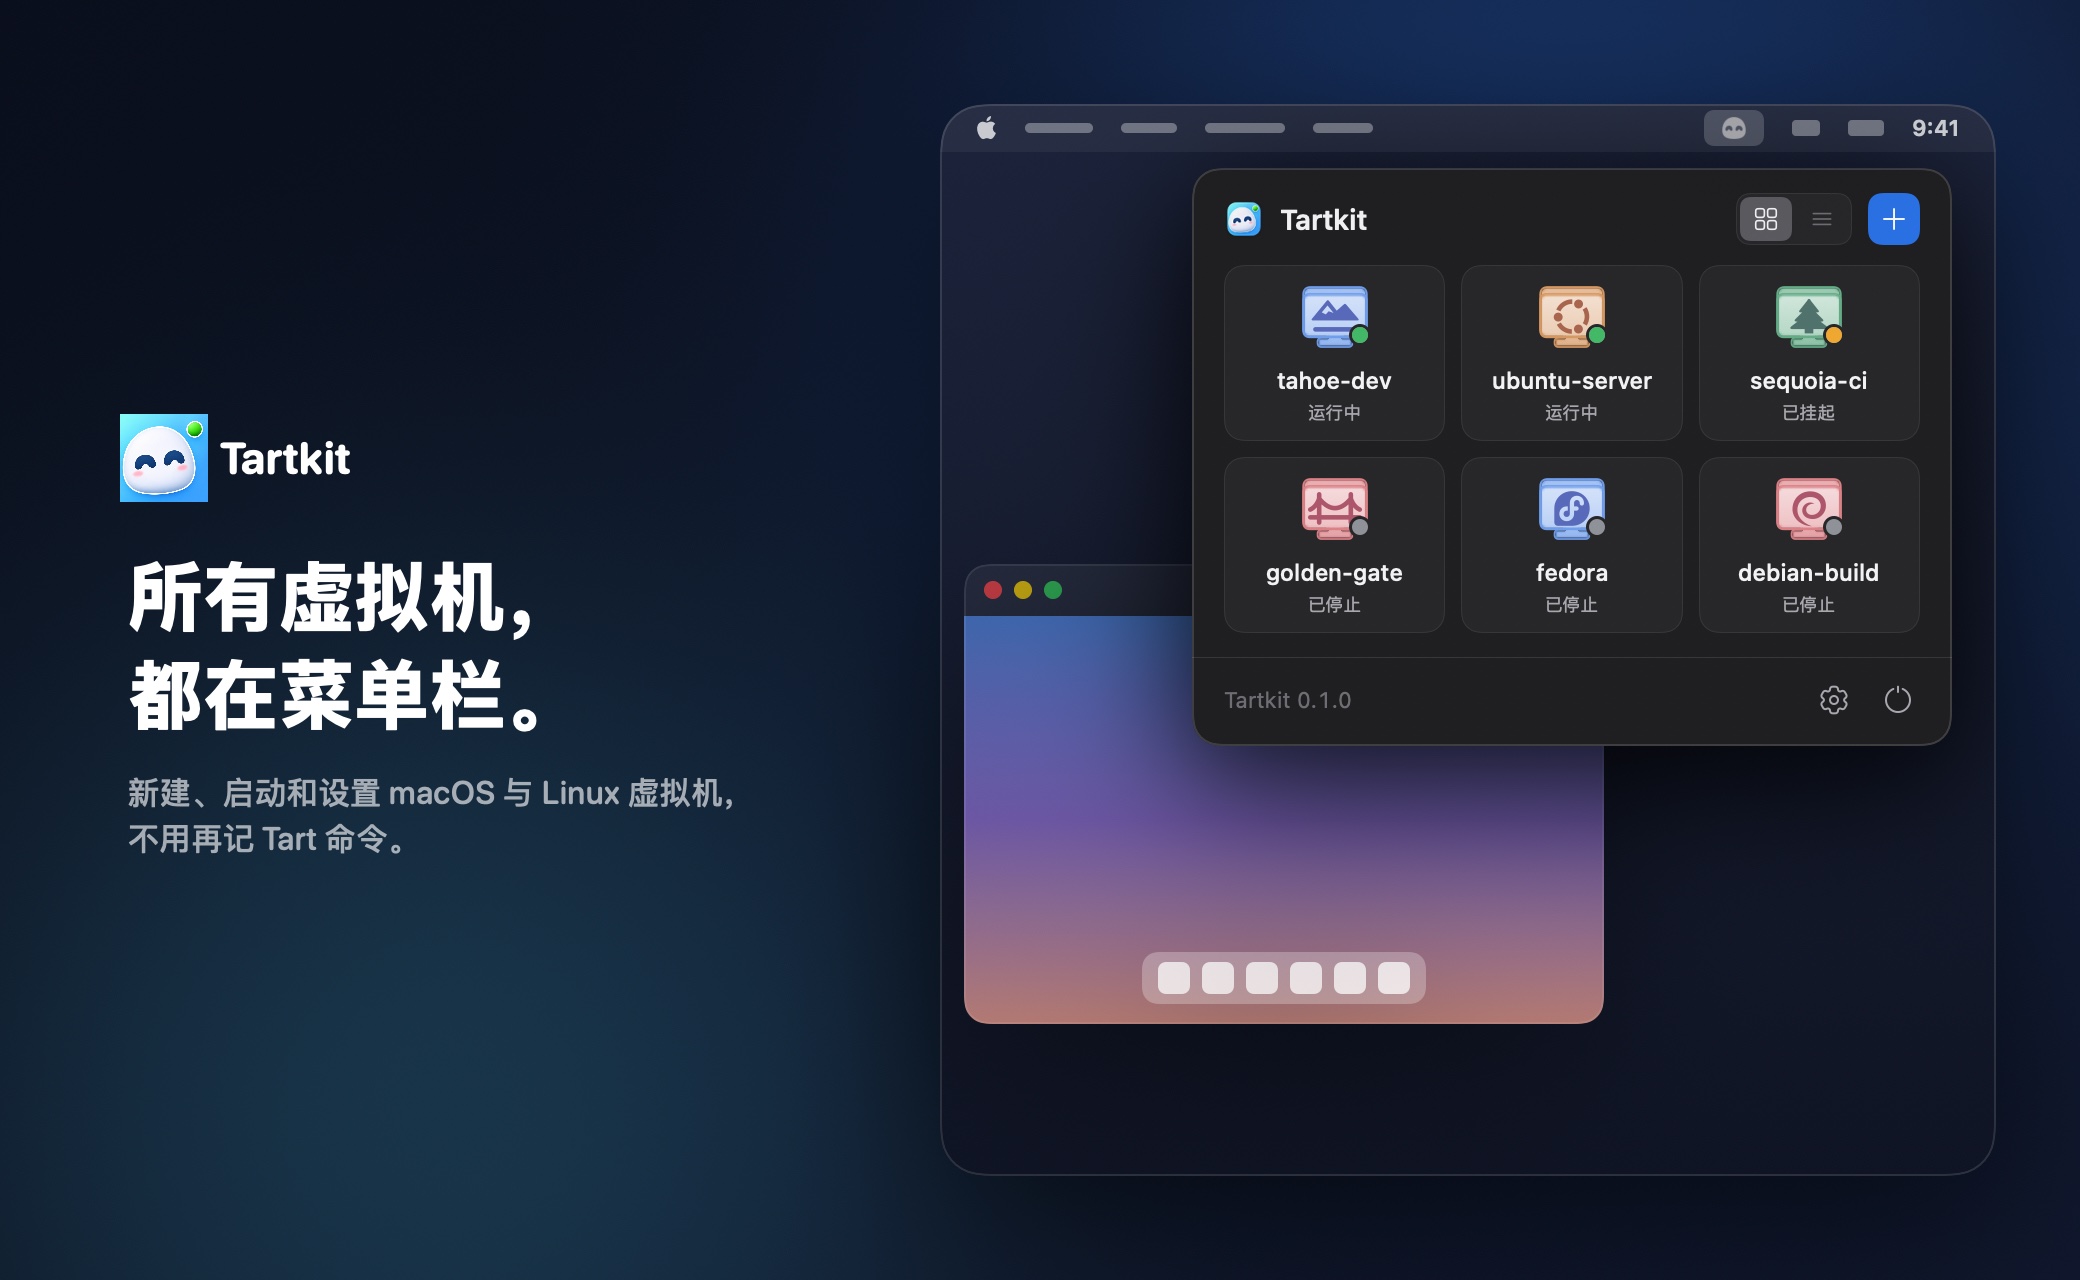 Tartkit
所有虚拟机，
都在菜单栏。
新建、启动和设置 macOS 与 Linux 虚拟机，
不用再记 Tart 命令。
9:41
Tartkit
tahoe-dev
运行中
ubuntu-server
运行中
sequoia-ci
已挂起
golden-gate
已停止
fedora
已停止
debian-build
已停止
Tartkit 0.1.0